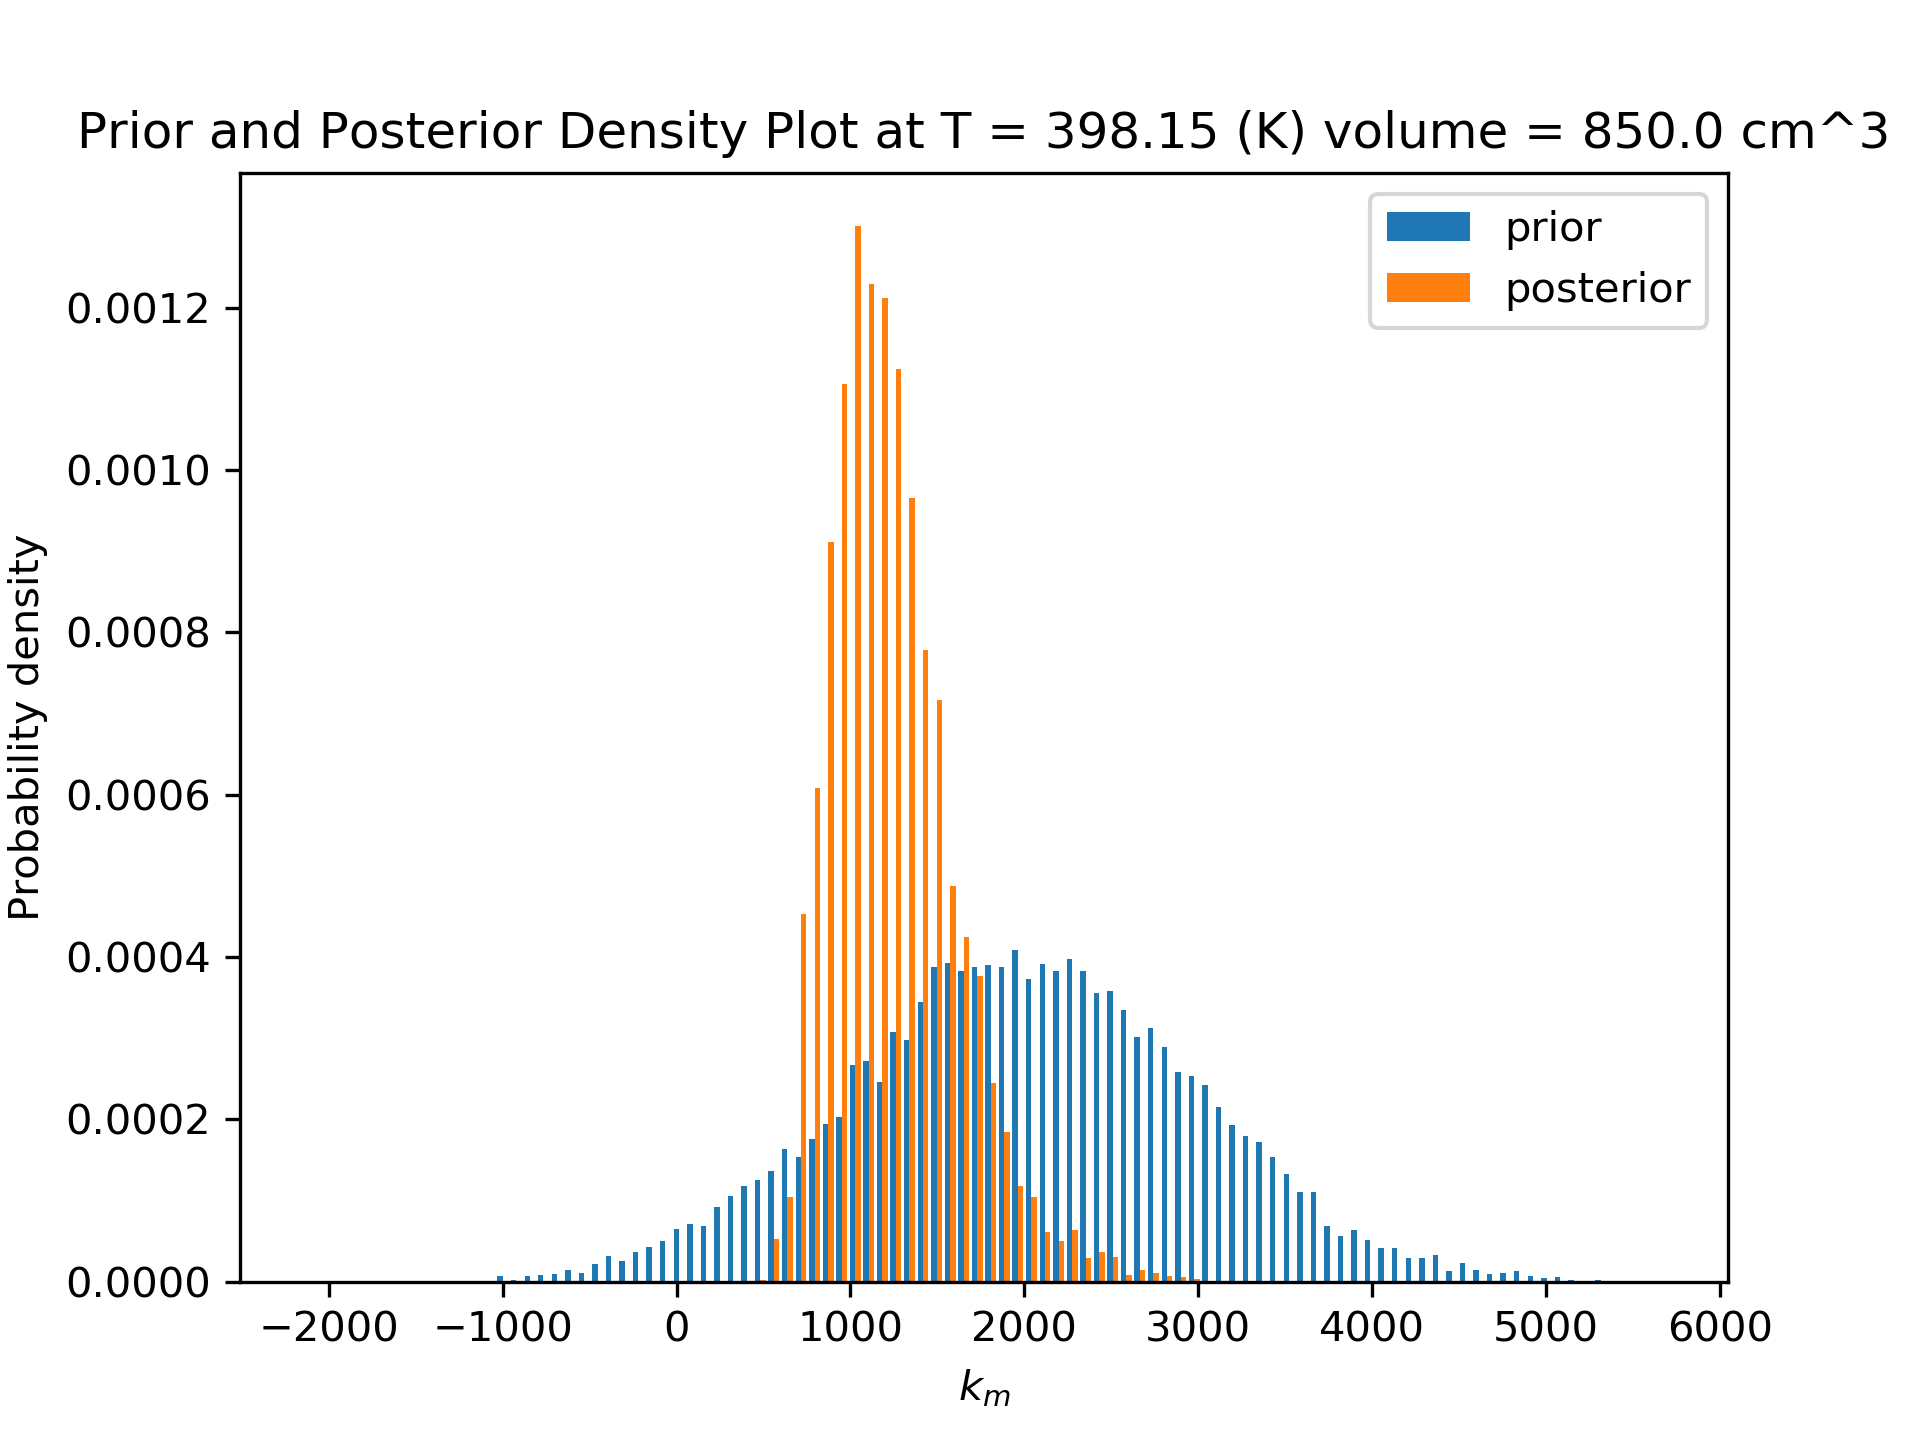 Prior and Posterior Density Plot at T = 398.15 (K) volume = 850.0 cm^3
prior
posterior
Probability density
0.0012
0.0010
0.0008
0.0006
0.0004
0.0002
0.0000
−2000 −1000 0 1000 2000 3000 4000 5000 6000
k_m